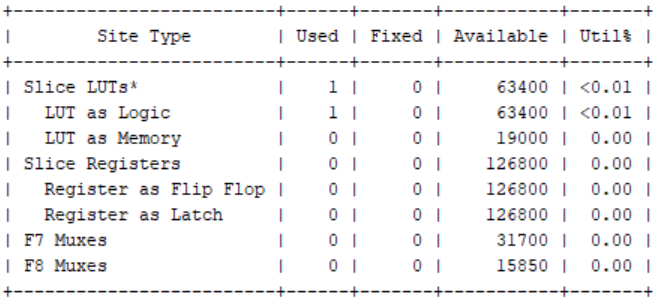 +----------------------------+------+-------+-----------+-------+
|         Site Type          | Used | Fixed | Available | Util% |
+----------------------------+------+-------+-----------+-------+
| Slice LUTs*                |    1 |     0 |     63400 | <0.01 |
|   LUT as Logic             |    1 |     0 |     63400 | <0.01 |
|   LUT as Memory            |    0 |     0 |     19000 |  0.00 |
| Slice Registers            |    0 |     0 |    126800 |  0.00 |
|   Register as Flip Flop    |    0 |     0 |    126800 |  0.00 |
|   Register as Latch        |    0 |     0 |    126800 |  0.00 |
| F7 Muxes                   |    0 |     0 |     31700 |  0.00 |
| F8 Muxes                   |    0 |     0 |     15850 |  0.00 |
+----------------------------+------+-------+-----------+-------+